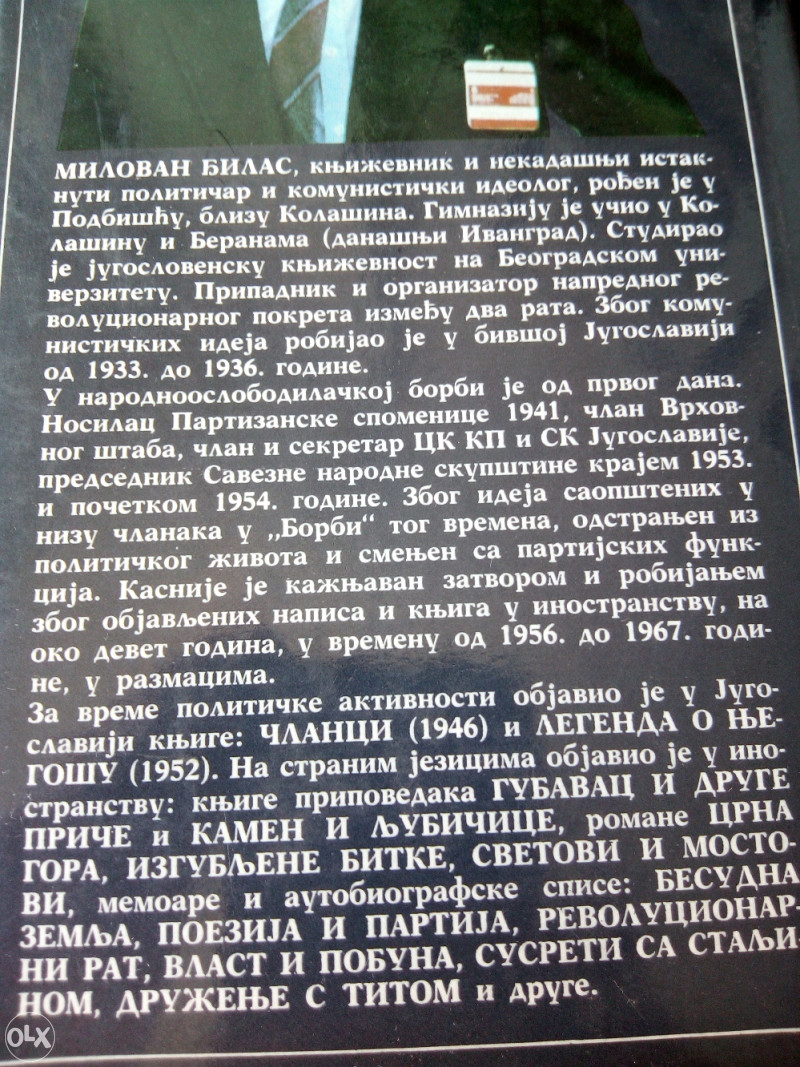 МИЛОВАН ЂИЛАС, књижевник и некадашњи истак-
нути политичар и комунистички идеолог, рођен је у
Подбишћу, близу Колашина. Гимназију је учио у Ко-
лашину и Беранама (данашњи Иванград). Студирао
је југословенску књижевност на Београдском уни-
верзитету. Припадник и организатор напредног ре-
волуционарног покрета између два рата. Због кому-
нистичких идеја робијао је у бившој Југославији
од 1933. до 1936. године.
У народноослободилачкој борби је од првог дана.
Носилац Партизанске споменице 1941, члан Врхов-
ног штаба, члан и секретар ЦК КП и СК Југославије,
председник Савезне народне скупштине крајем 1953.
и почетком 1954. године. Због идеја саопштених у
низу чланака у „Борби“ тог времена, одстрањен из
политичког живота и смењен са партијских функ-
ција. Касније је кажњаван затвором и робијањем
због објављених написа и књига у иностранству, на
око девет година, у времену од 1956. до 1967. годи-
не, у размацима.
За време политичке активности објавио је у Југо-
славији књиге: ЧЛАНЦИ (1946) и ЛЕГЕНДА О ЊЕ-
ГОШУ (1952). На страним језицима објавио је у ино-
странству: књиге приповедака ГУБАВАЦ И ДРУГЕ
ПРИЧЕ и КАМЕН И ЉУБИЧИЦЕ, романе ЦРНА
ГОРА, ИЗГУБЉЕНЕ БИТКЕ, СВЕТОВИ И МОСТО-
ВИ, мемоаре и аутобиографске списе: БЕСУДНА
ЗЕМЉА, ПОЕЗИЈА И ПАРТИЈА, РЕВОЛУЦИОНАР-
НИ РАТ, ВЛАСТ И ПОБУНА, СУСРЕТИ СА СТАЉИ-
НОМ, ДРУЖЕЊЕ С ТИТОМ и друге.
OLX